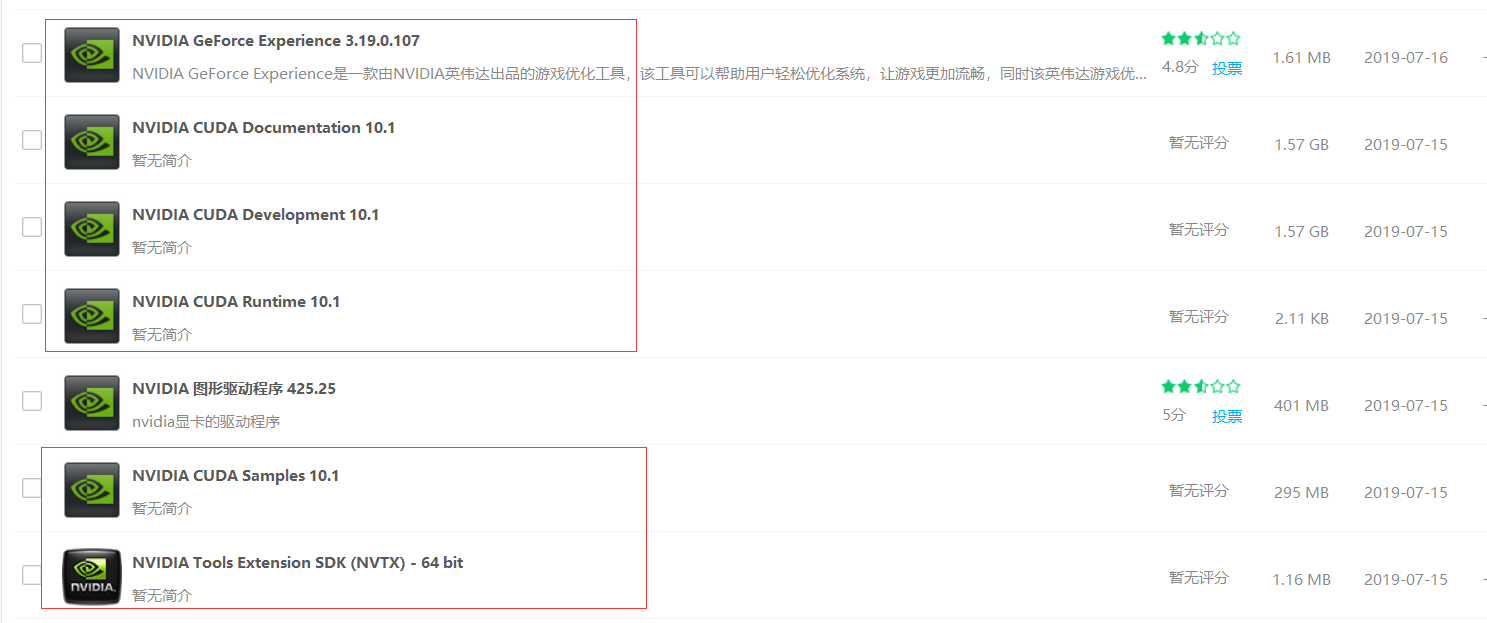 NVIDIA GeForce Experience 3.19.0.107
NVIDIA GeForce Experience是一款由NVIDIA英伟达出品的游戏优化工具，该工具可以帮助用户轻松优化系统，让游戏更加流畅，同时该英伟达游戏优...
4.8分 投票
1.61 MB
2019-07-16
NVIDIA CUDA Documentation 10.1
暂无简介
暂无评分
1.57 GB
2019-07-15
NVIDIA CUDA Development 10.1
暂无简介
暂无评分
1.57 GB
2019-07-15
NVIDIA CUDA Runtime 10.1
暂无简介
暂无评分
2.11 KB
2019-07-15
NVIDIA 图形驱动程序 425.25
nvidia显卡的驱动程序
5分 投票
401 MB
2019-07-15
NVIDIA CUDA Samples 10.1
暂无简介
暂无评分
295 MB
2019-07-15
NVIDIA.
NVIDIA Tools Extension SDK (NVTX) - 64 bit
暂无简介
暂无评分
1.16 MB
2019-07-15